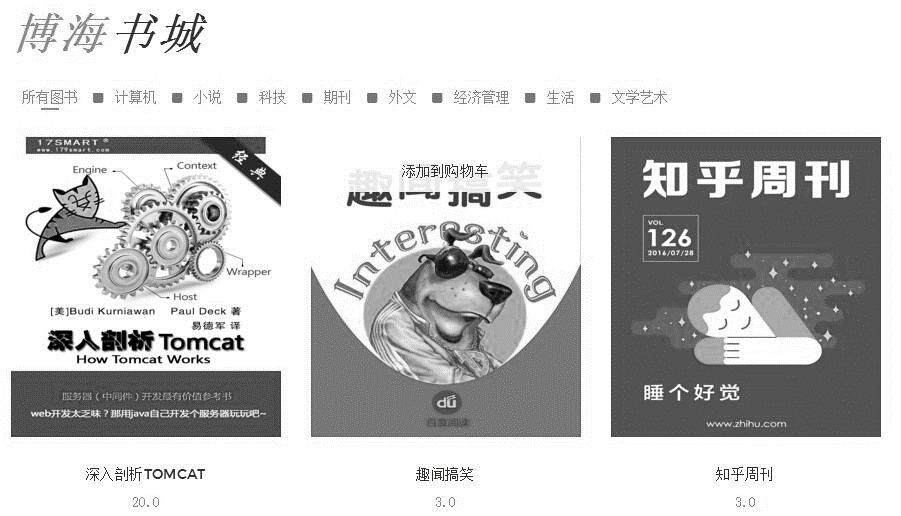 博海书城
所有图书 计算机 小说 科技 期刊 外文 经济管理 生活 文学艺术
17SMART®
www.179smart.com
经典
Engine
Context
Wrapper
Host
[美]Budi Kurniawan Paul Deck 著
易德军 译
深入剖析Tomcat
How Tomcat Works
服务器（中间件）开发最有价值参考书
web开发太乏味？那用java自己开发个服务器玩玩吧~
添加到购物车
趣闻搞笑
Interesting
du
百度阅读
知乎周刊
VOL.
126
2016/07/28
睡个好觉
www.zhihu.com
深入剖析TOMCAT
趣闻搞笑
知乎周刊
20.0
3.0
3.0